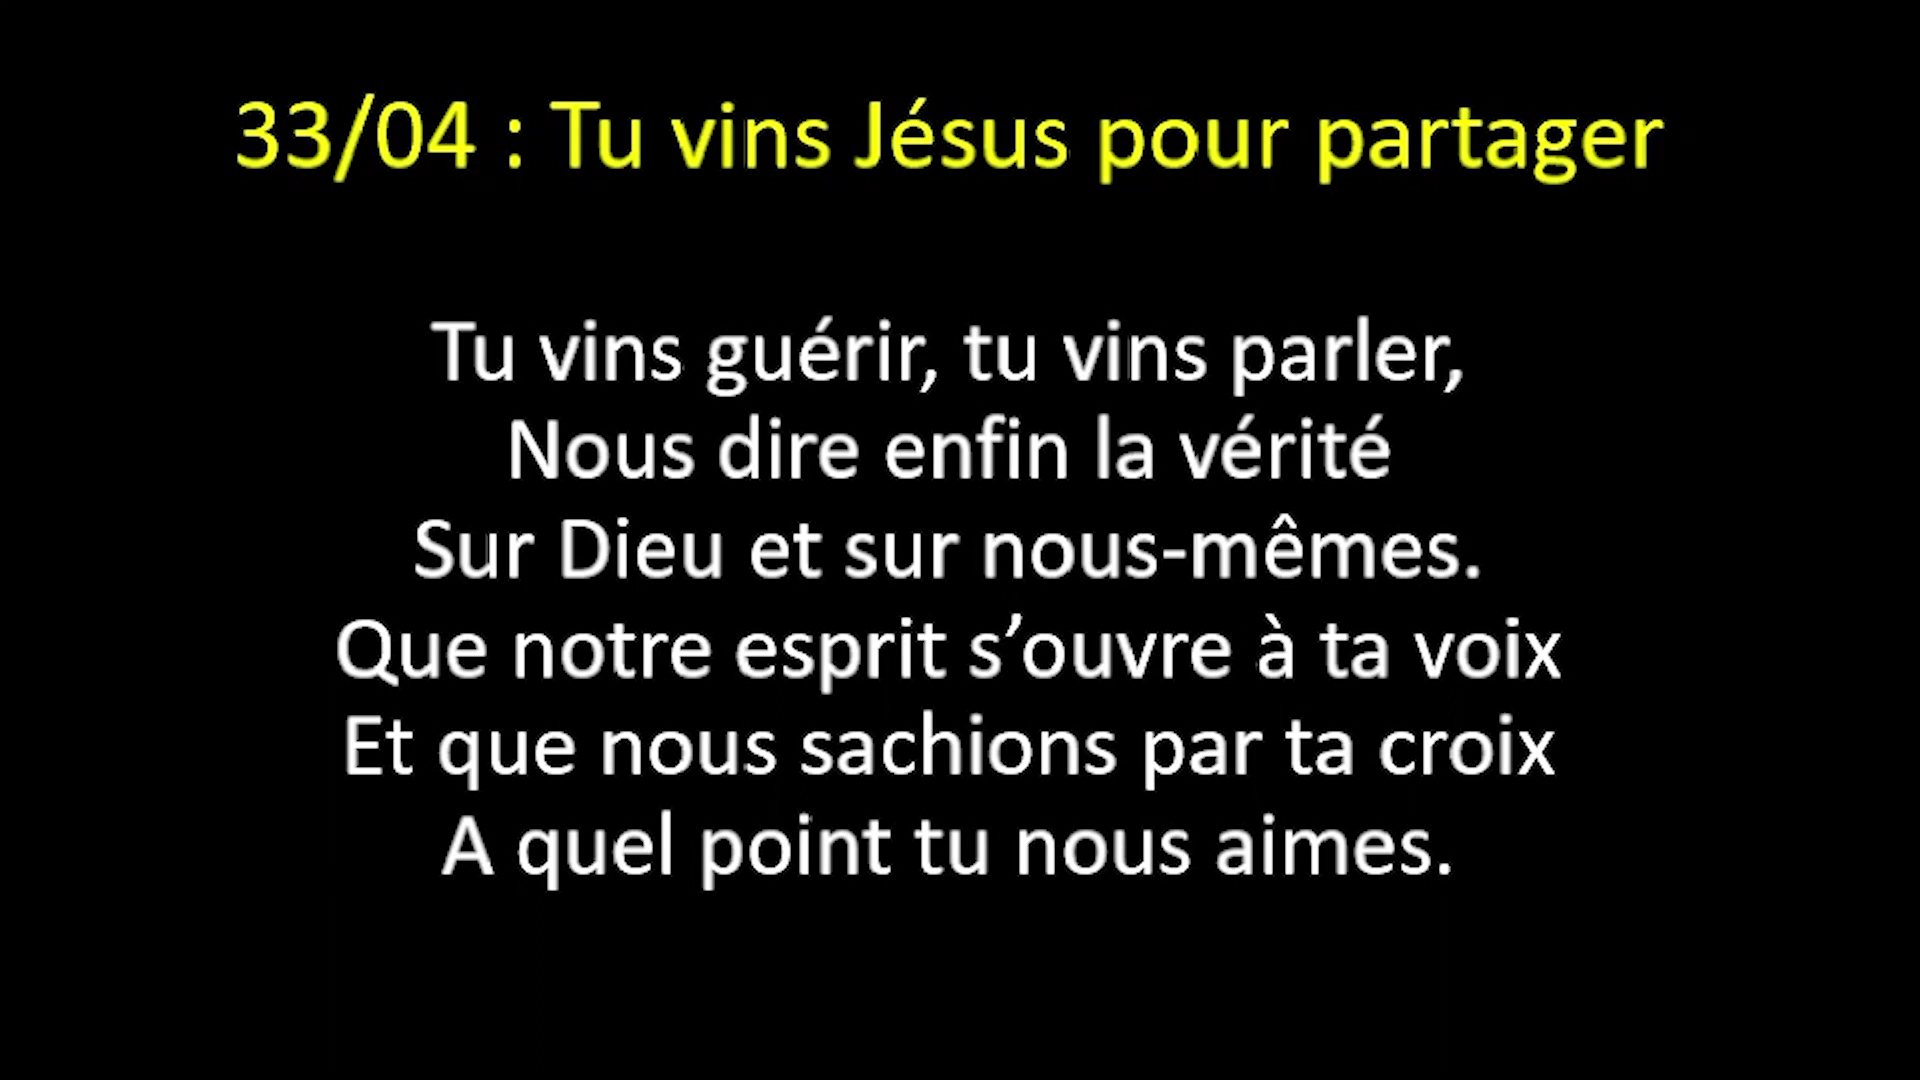 33/04 : Tu vins Jésus pour partager
Tu vins guérir, tu vins parler,
Nous dire enfin la vérité
Sur Dieu et sur nous-mêmes.
Que notre esprit s’ouvre à ta voix
Et que nous sachions par ta croix
A quel point tu nous aimes.